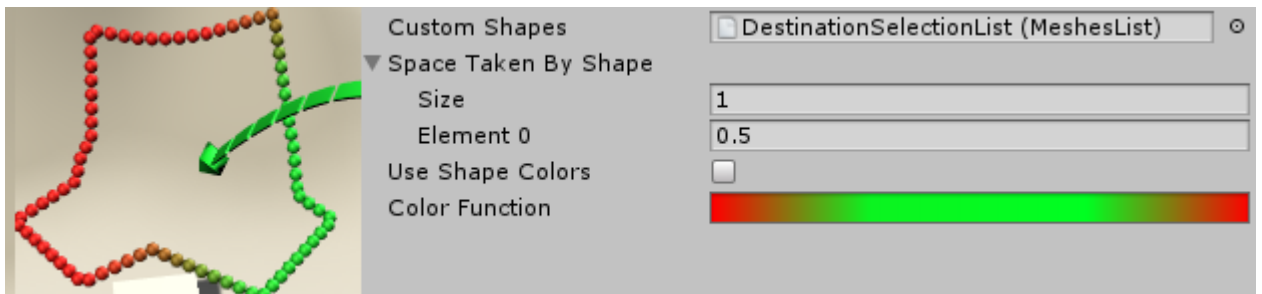 Custom Shapes DestinationSelectionList (MeshesList)
Space Taken By Shape
Size 1
Element 0 0.5
Use Shape Colors
Color Function